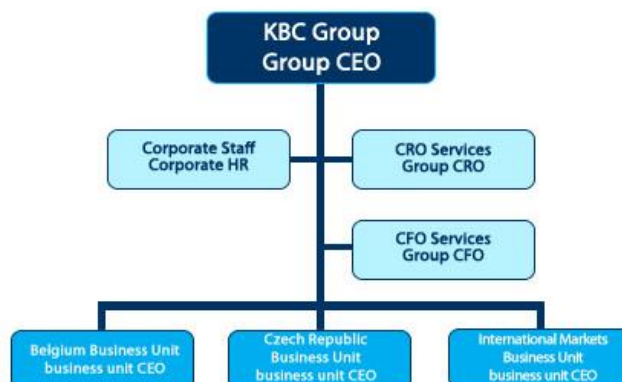 KBC Group
Group CEO
Corporate Staff
Corporate HR
CRO Services
Group CRO
CFO Services
Group CFO
Belgium Business Unit
business unit CEO
Czech Republic
Business Unit
business unit CEO
International Markets
Business Unit
business unit CEO